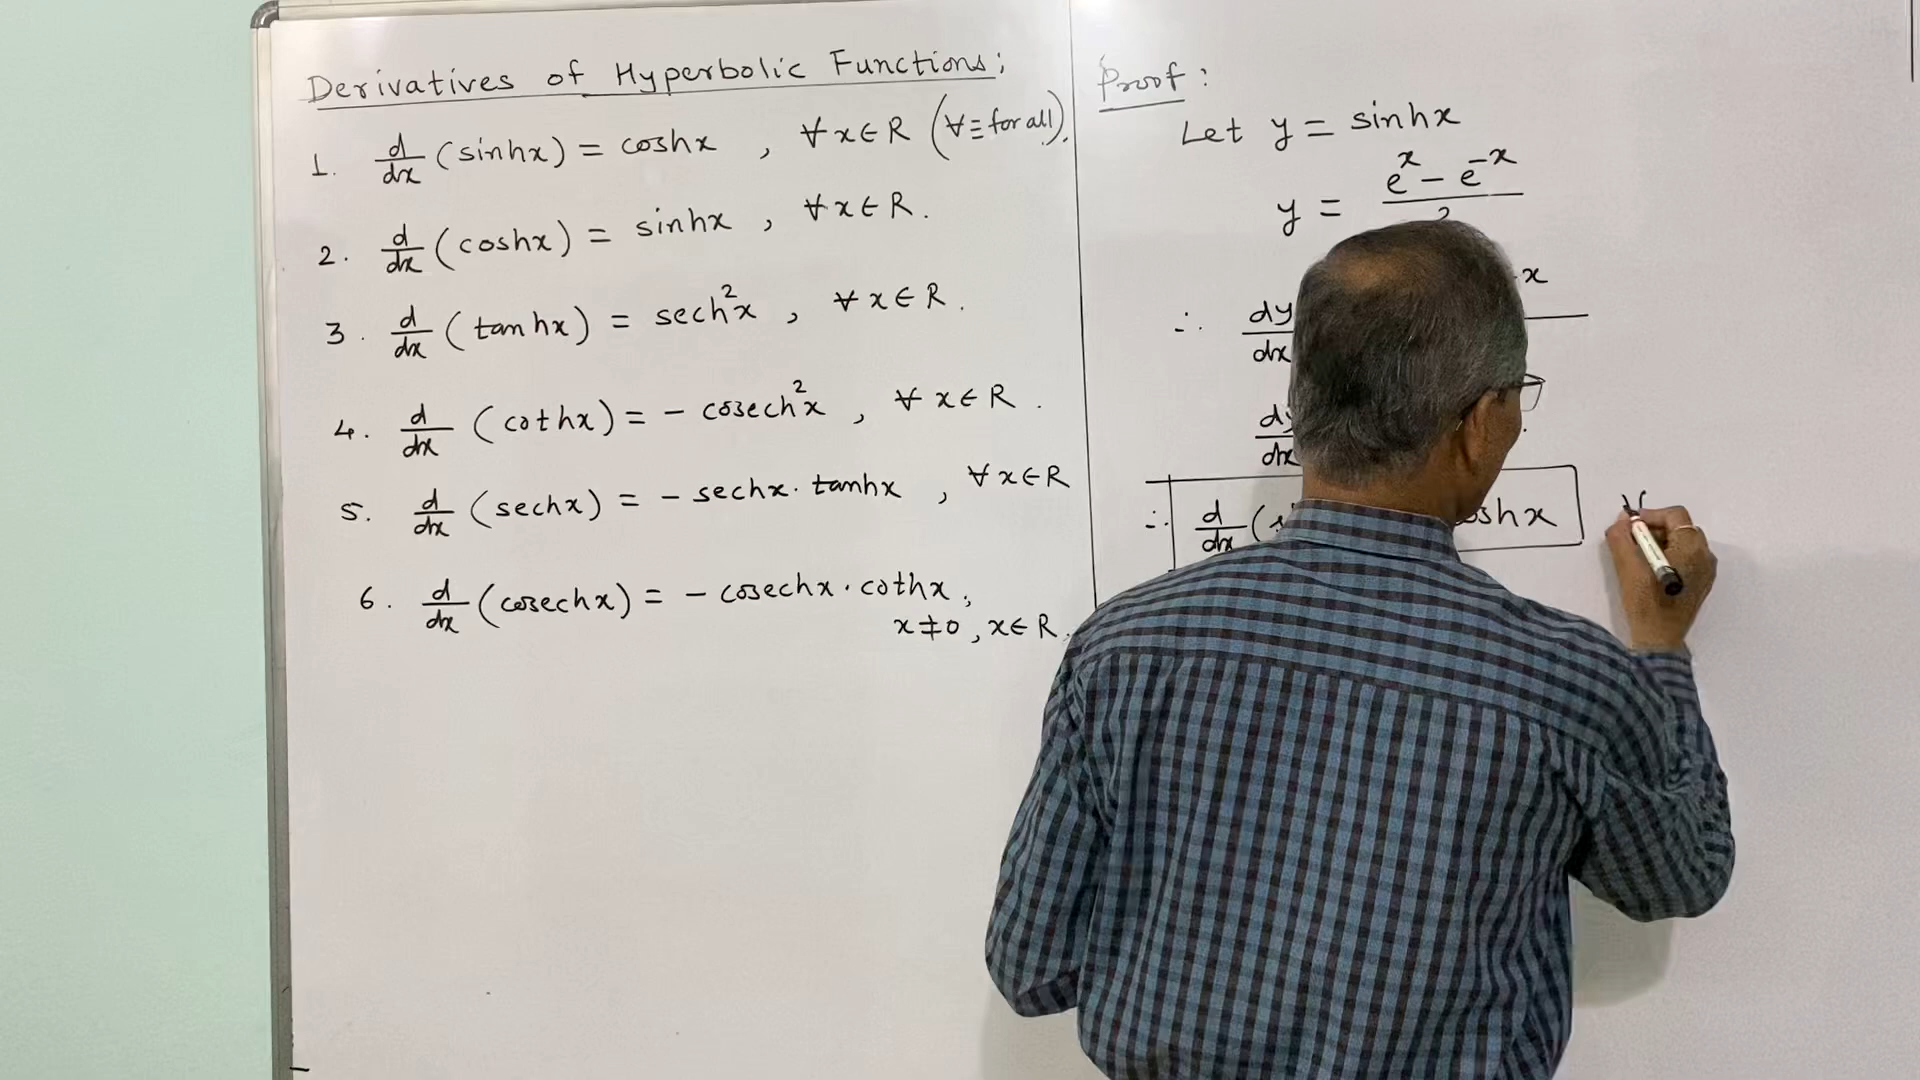 Derivatives of Hyperbolic Functions;
1. d/dx (sinhx) = coshx , ∀ x ∈ R (∀ ≡ for all).
2. d/dx (coshx) = sinhx , ∀ x ∈ R.
3. d/dx (tanhx) = sech²x , ∀ x ∈ R.
4. d/dx (cothx) = - cosech²x , ∀ x ∈ R.
5. d/dx (sechx) = - sechx · tanhx , ∀ x ∈ R
6. d/dx (cosechx) = - cosechx · cothx,
x ≠ 0, x ∈ R.
Proof :
Let y = sinhx
y = e^x - e^-x / 2
∴ dy/dx x
dy/dx
∴ d/dx (s oshx